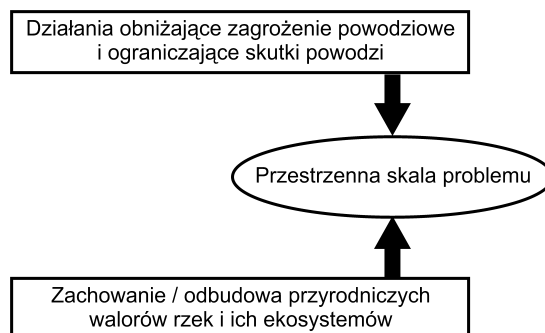 Działania obniżające zagrożenie powodziowe
i ograniczające skutki powodzi
Przestrzenna skala problemu
Zachowanie / odbudowa przyrodniczych
walorów rzek i ich ekosystemów